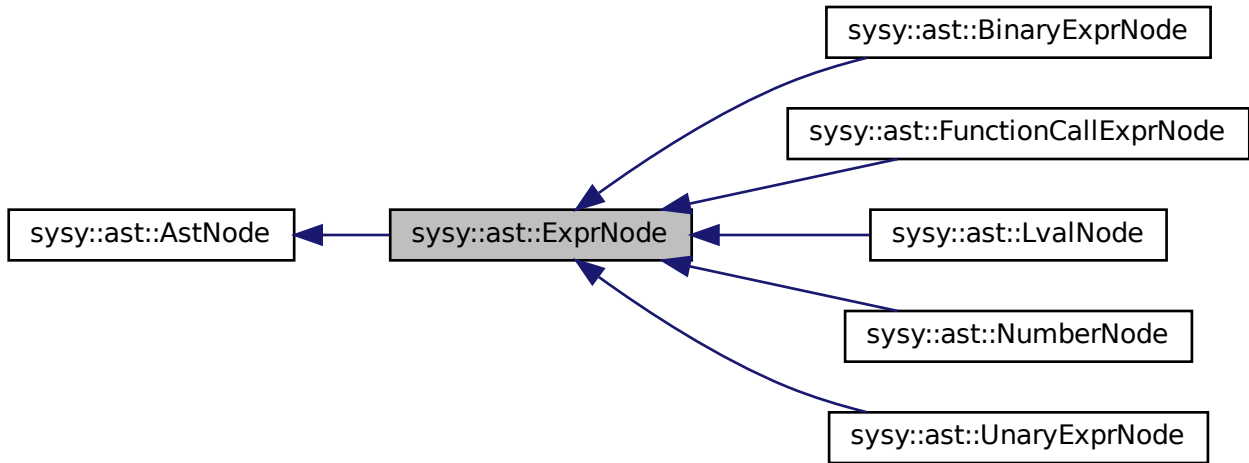 sysy::ast::BinaryExprNode
sysy::ast::FunctionCallExprNode
sysy::ast::AstNode
sysy::ast::ExprNode
sysy::ast::LvalNode
sysy::ast::NumberNode
sysy::ast::UnaryExprNode